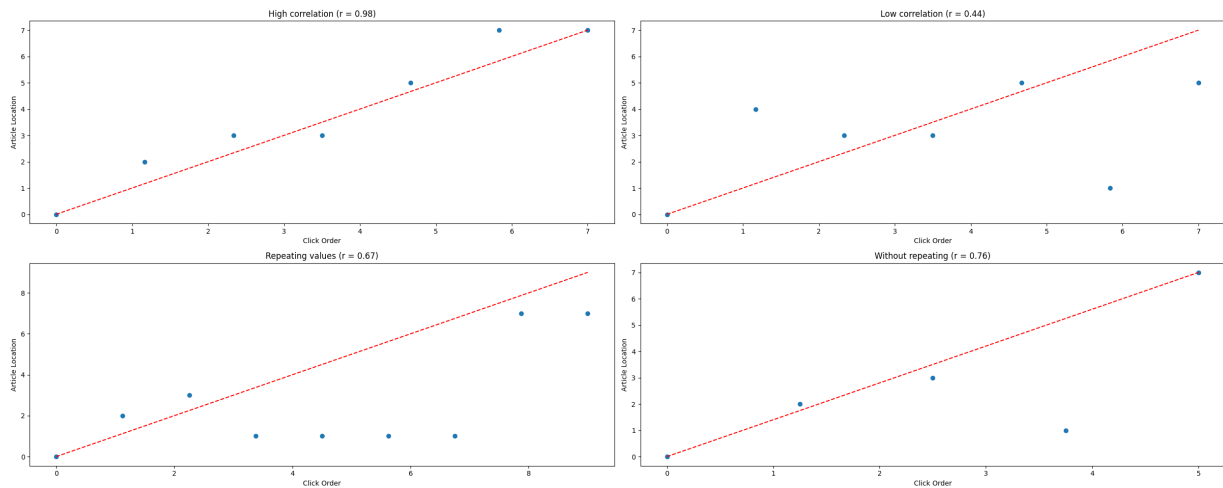 High correlation (r = 0.98)
Article Location
7
6
5
4
3
2
1
0
0 1 2 3 4 5 6 7
Click Order
Low correlation (r = 0.44)
Article Location
7
6
5
4
3
2
1
0
0 1 2 3 4 5 6 7
Click Order
Repeating values (r = 0.67)
Article Location
8
6
4
2
0
0 2 4 6 8
Click Order
Without repeating (r = 0.76)
Article Location
7
6
5
4
3
2
1
0
0 1 2 3 4 5
Click Order